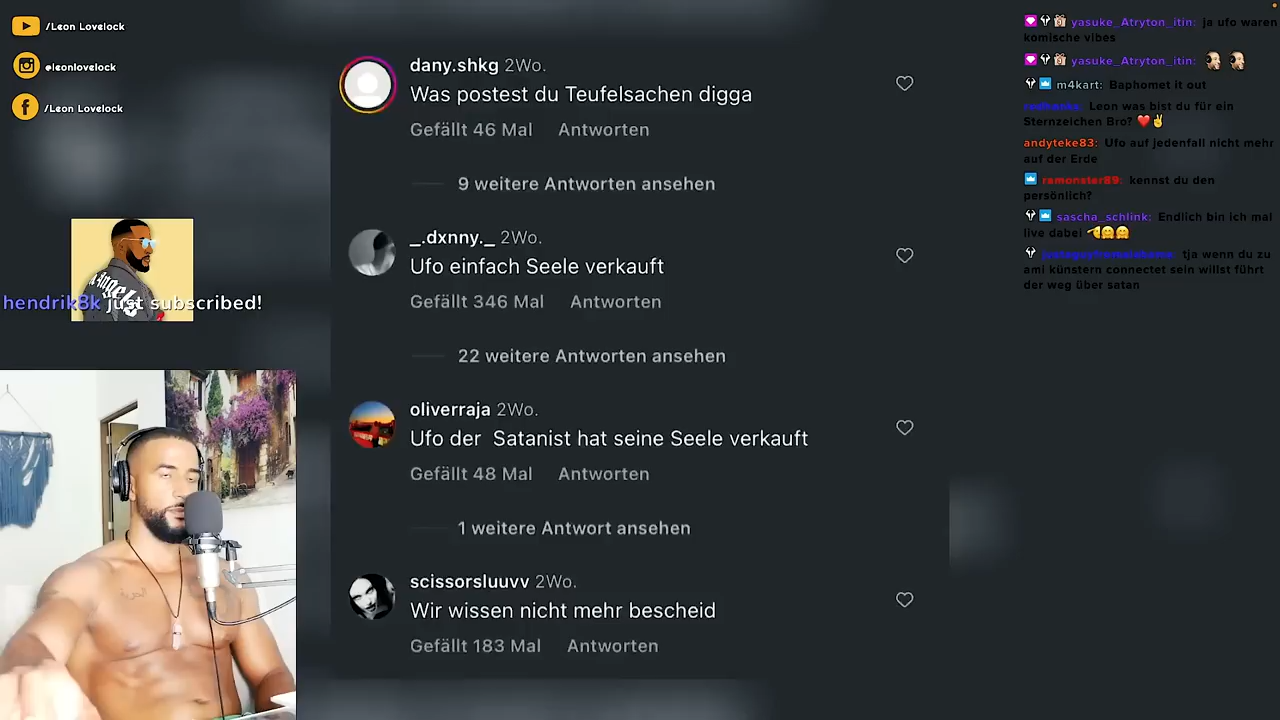 /Leon Lovelock
@leonlovelock
/Leon Lovelock
hendrik8k just subscribed!
dany.shkg 2Wo.
Was postest du Teufelsachen digga
Gefällt 46 Mal Antworten
9 weitere Antworten ansehen
_.dxnny._ 2Wo.
Ufo einfach Seele verkauft
Gefällt 346 Mal Antworten
22 weitere Antworten ansehen
oliverraja 2Wo.
Ufo der Satanist hat seine Seele verkauft
Gefällt 48 Mal Antworten
1 weitere Antwort ansehen
scissorsluuvv 2Wo.
Wir wissen nicht mehr bescheid
Gefällt 183 Mal Antworten
yasuke_Atryton_itin: ja ufo waren
komische vibes
yasuke_Atryton_itin:
m4kart: Baphomet it out
Leon was bist du für ein
Sternzeichen Bro? ❤️✌️
andyteke83: Ufo auf jedenfall nicht mehr
auf der Erde
ramonster89: kennst du den
persönlich?
sascha_schlink: Endlich bin ich mal
live dabei 🫡🤗🤗
tja wenn du zu
ami künstern connectet sein willst führt
der weg über satan